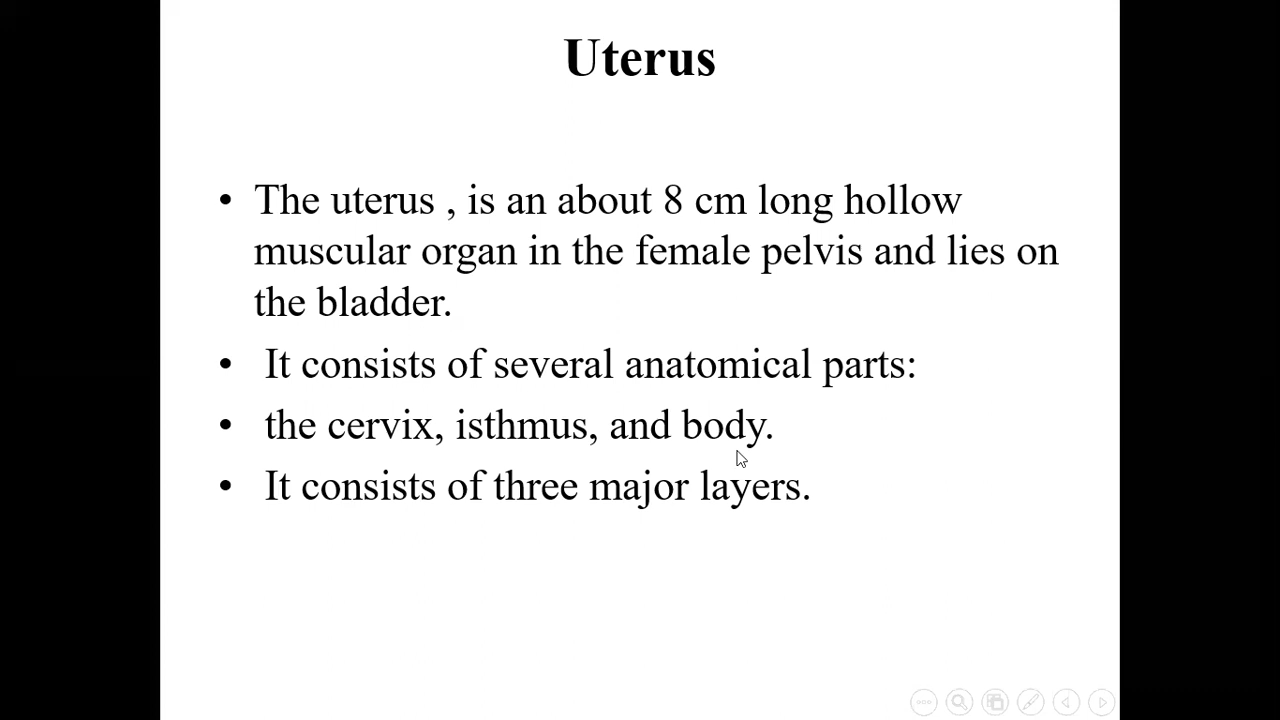 Uterus
• The uterus , is an about 8 cm long hollow
muscular organ in the female pelvis and lies on
the bladder.
• It consists of several anatomical parts:
• the cervix, isthmus, and body.
• It consists of three major layers.